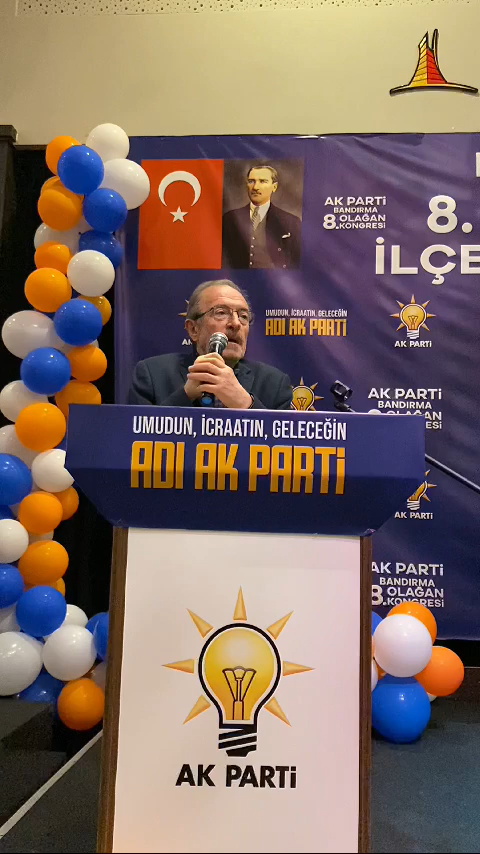 AK PARTİ
BANDIRMA
8. OLAĞAN
KONGRESİ
8.
İLÇE
UMUDUN, İCRAATIN, GELECEĞİN
ADI AK PARTİ
AK PARTİ
AK PARTİ
BANDIRMA
OLAĞAN
KONGRESİ
UMUDUN, İCRAATIN, GELECEĞİN
ADI AK PARTİ
AK PARTİ
AK PARTİ
BANDIRMA
8. OLAĞAN
KONGRESİ
AK PARTİ